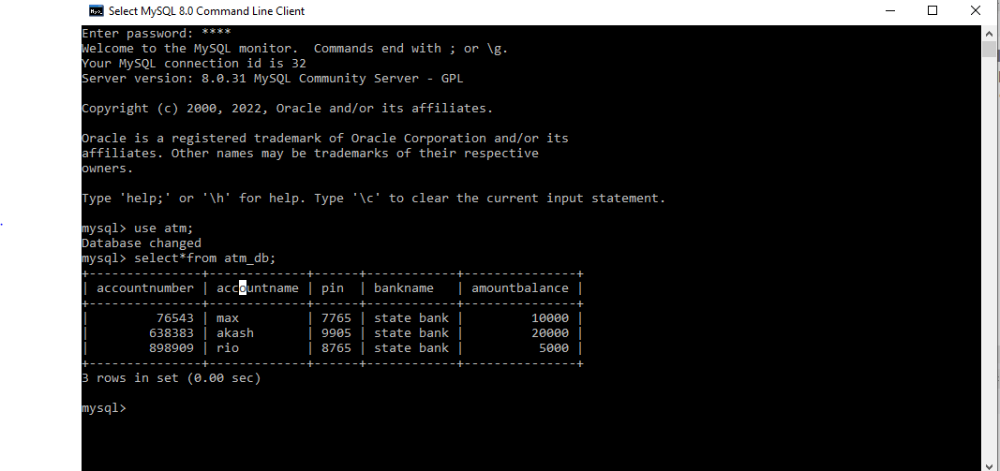 Select MySQL 8.0 Command Line Client
Enter password: ****
Welcome to the MySQL monitor.  Commands end with ; or \g.
Your MySQL connection id is 32
Server version: 8.0.31 MySQL Community Server - GPL
Copyright (c) 2000, 2022, Oracle and/or its affiliates.
Oracle is a registered trademark of Oracle Corporation and/or its
affiliates. Other names may be trademarks of their respective
owners.
Type 'help;' or '\h' for help. Type '\c' to clear the current input statement.
mysql> use atm;
Database changed
mysql> select*from atm_db;
+---------------+-------------+------+------------+---------------+
| accountnumber | accountname | pin  | bankname   | amountbalance |
+---------------+-------------+------+------------+---------------+
|         76543 | max         | 7765 | state bank |         10000 |
|        638383 | akash       | 9905 | state bank |         20000 |
|        898909 | rio         | 8765 | state bank |          5000 |
+---------------+-------------+------+------------+---------------+
3 rows in set (0.00 sec)
mysql>